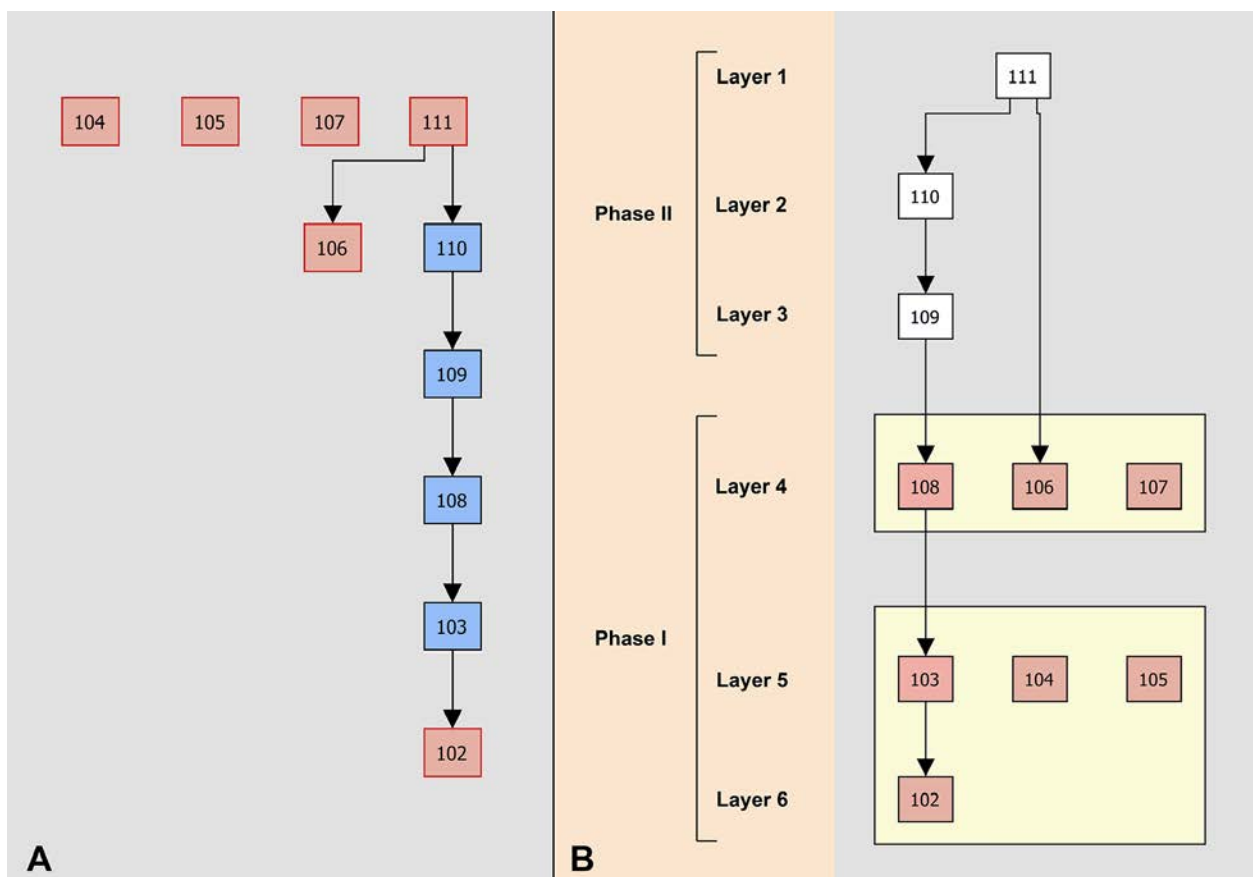 104 105 107 111
106 110
109
108
103
102
A
Layer 1
Phase II
Layer 2
Layer 3
Layer 4
Phase I
Layer 5
Layer 6
B
111
110
109
108 106 107
103 104 105
102